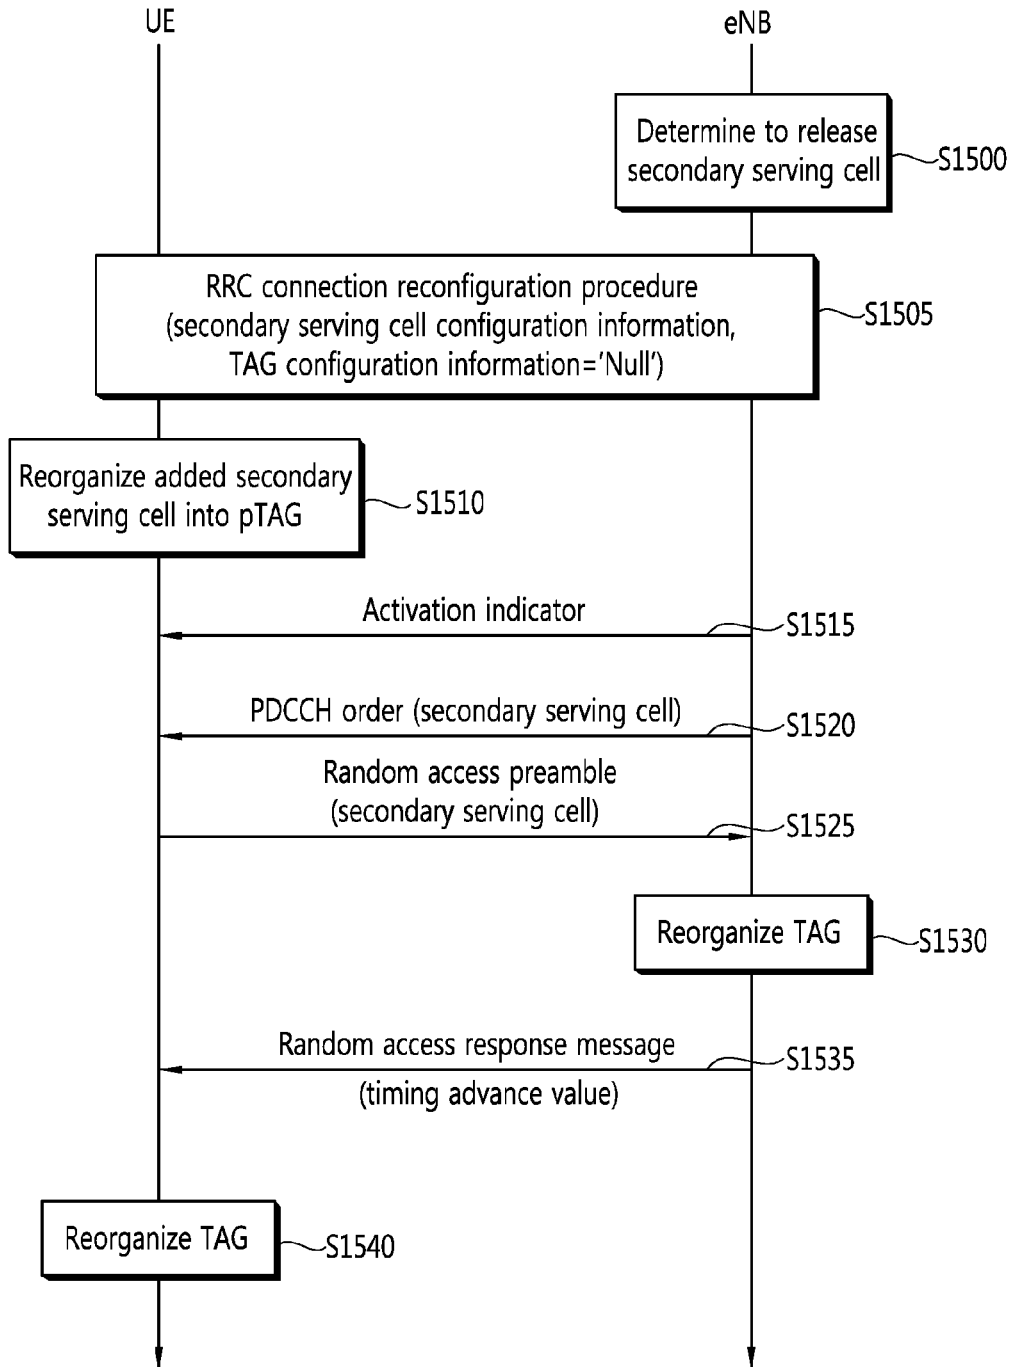 UE
eNB
Determine to release
secondary serving cell
S1500
RRC connection reconfiguration procedure
(secondary serving cell configuration information,
TAG configuration information='Null')
S1505
Reorganize added secondary
serving cell into pTAG
S1510
Activation indicator
S1515
PDCCH order (secondary serving cell)
S1520
Random access preamble
(secondary serving cell)
S1525
Reorganize TAG
S1530
Random access response message
(timing advance value)
S1535
Reorganize TAG
S1540